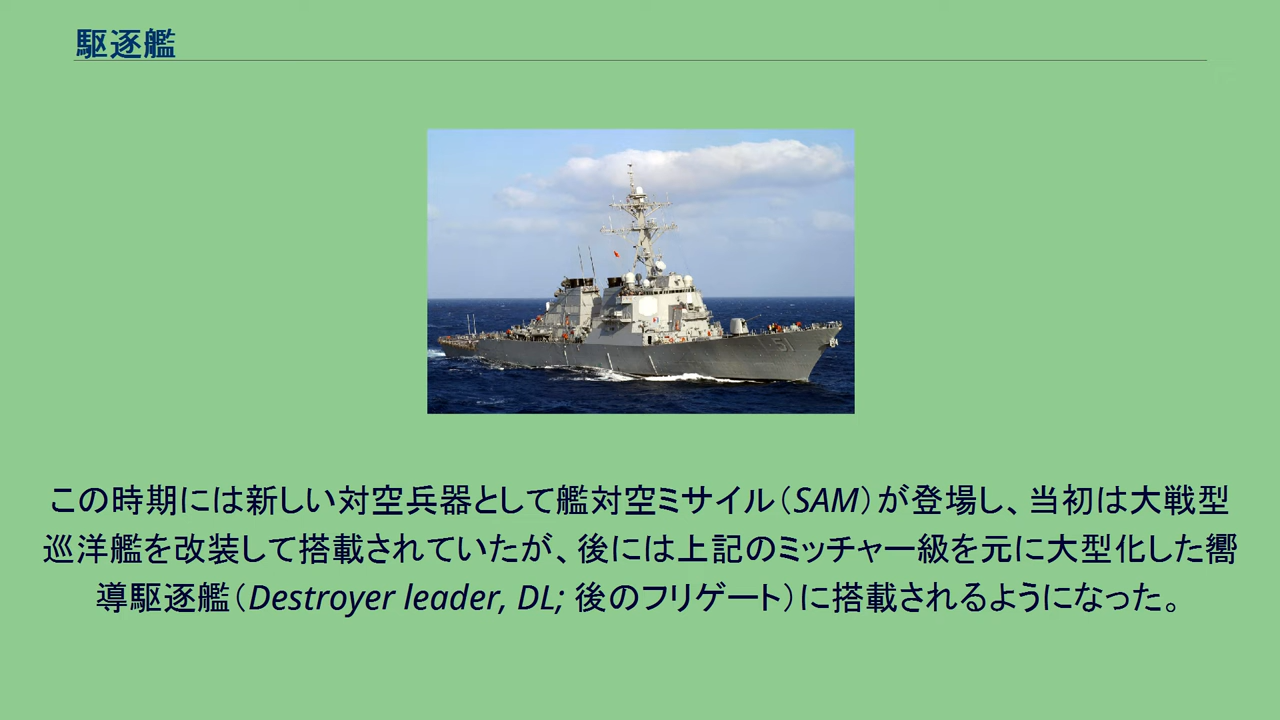 駆逐艦
51
この時期には新しい対空兵器として艦対空ミサイル（SAM）が登場し、当初は大戦型
巡洋艦を改装して搭載されていたが、後には上記のミッチャー級を元に大型化した嚮
導駆逐艦（Destroyer leader, DL; 後のフリゲート）に搭載されるようになった。